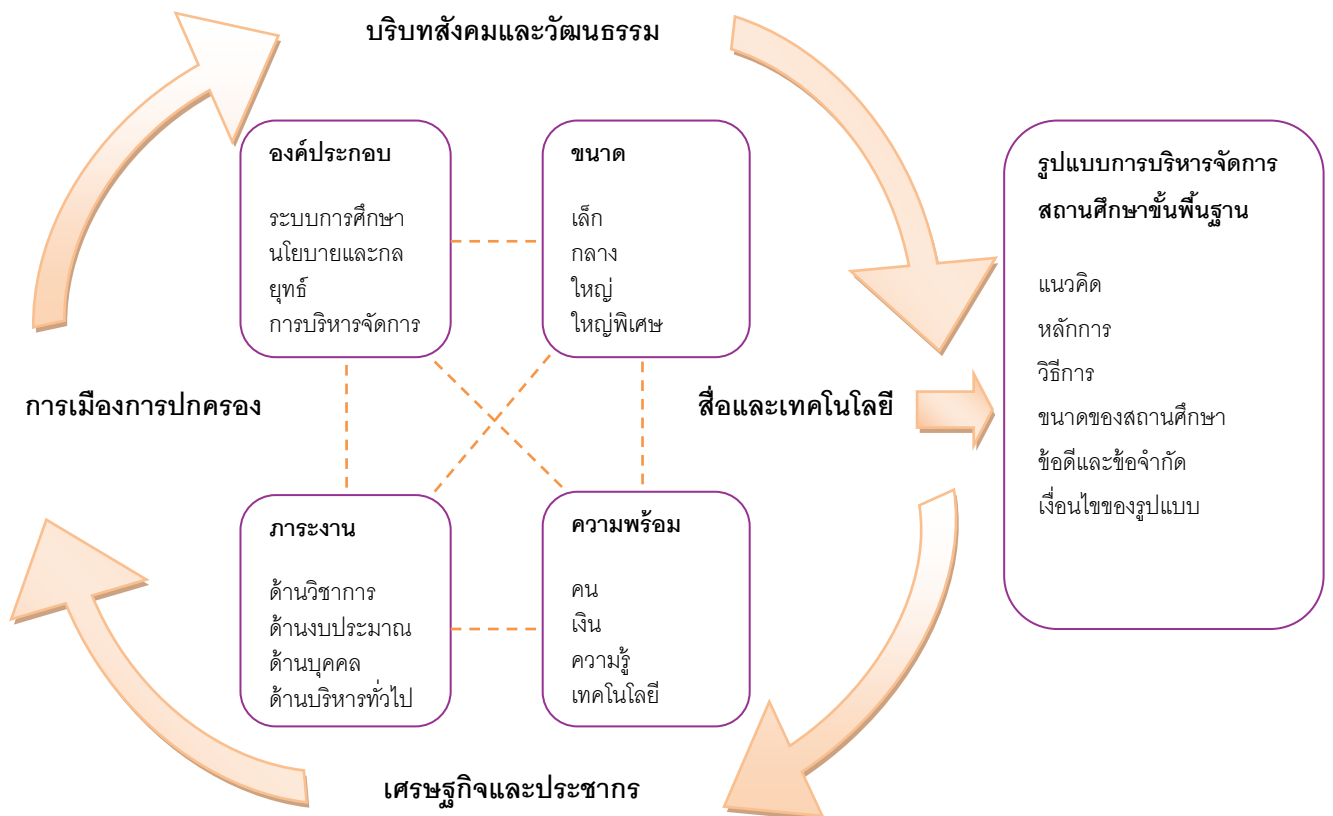 บริบทสังคมและวัฒนธรรม
องค์ประกอบ
ระบบการศึกษา
นโยบายและกล
ยุทธ์
การบริหารจัดการ
ขนาด
เล็ก
กลาง
ใหญ่
ใหญ่พิเศษ
รูปแบบการบริหารจัดการ
สถานศึกษาขั้นพื้นฐาน
แนวคิด
หลักการ
วิธีการ
ขนาดของสถานศึกษา
ข้อดีและข้อจำกัด
เงื่อนไขของรูปแบบ
การเมืองการปกครอง
สื่อและเทคโนโลยี
ภาระงาน
ด้านวิชาการ
ด้านงบประมาณ
ด้านบุคคล
ด้านบริหารทั่วไป
ความพร้อม
คน
เงิน
ความรู้
เทคโนโลยี
เศรษฐกิจและประชากร